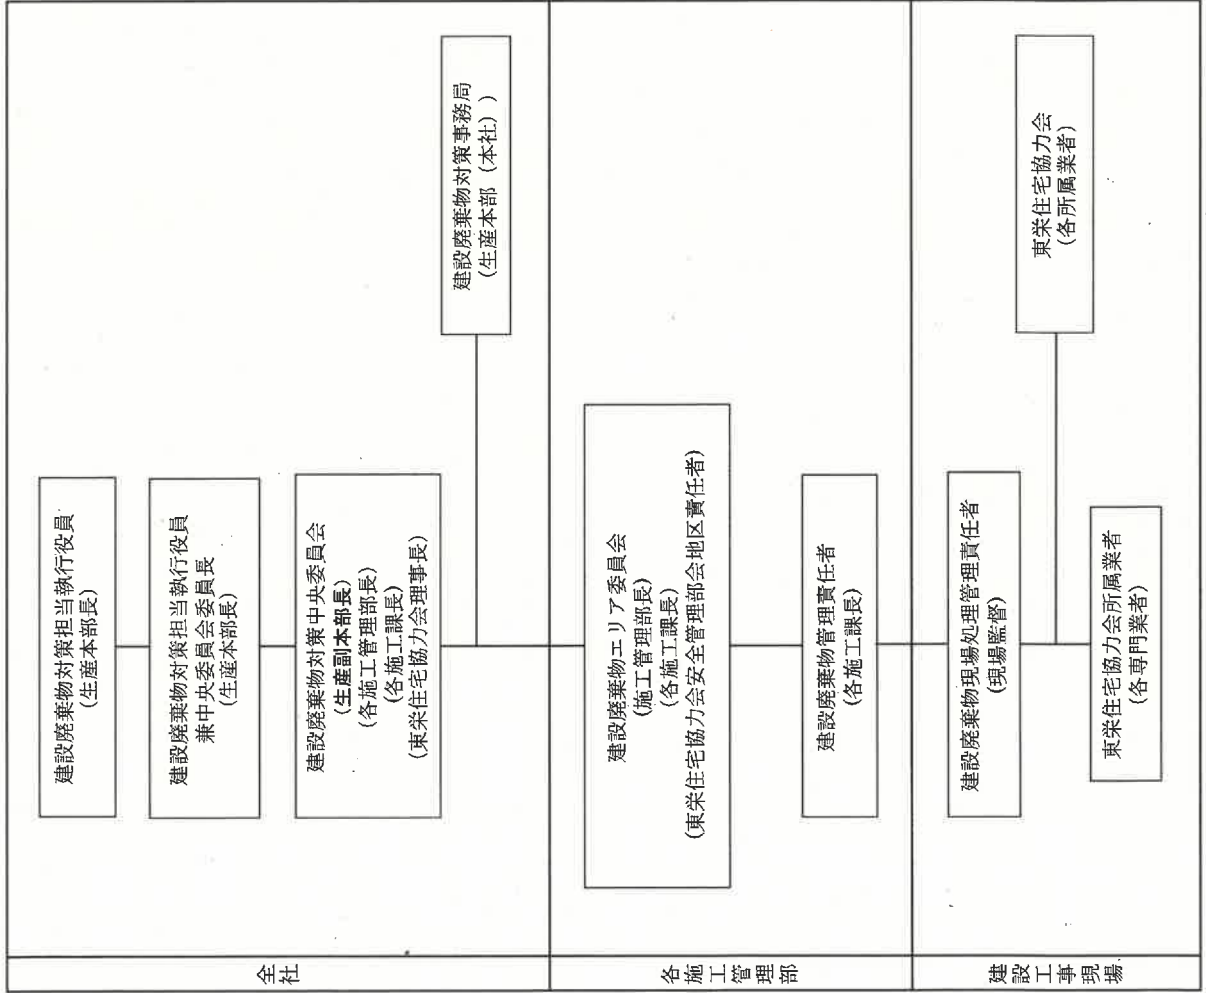 全社
建設廃棄物対策担当執行役員
(生産本部長)
建設廃棄物対策担当執行役員
兼中央委員会委員長
(生産本部長)
建設廃棄物対策中央委員会
(生産副本部長)
(各施工管理部長)
(各施工課長)
(東栄住宅協力会理事長)
建設廃棄物対策事務局
(生産本部(本社))
各施工管理部
建設廃棄物エリア委員会
(施工管理部長)
(各施工課長)
(東栄住宅協力会安全管理部会地区責任者)
建設廃棄物管理責任者
(各施工課長)
建設工事現場
建設廃棄物現場処理管理責任者
(現場監督)
東栄住宅協力会
(各所属業者)
東栄住宅協力会所属業者
(各専門業者)